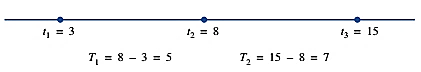 t₁ = 3 t₂ = 8 t₃ = 15
T₁ = 8 − 3 = 5 T₂ = 15 − 8 = 7